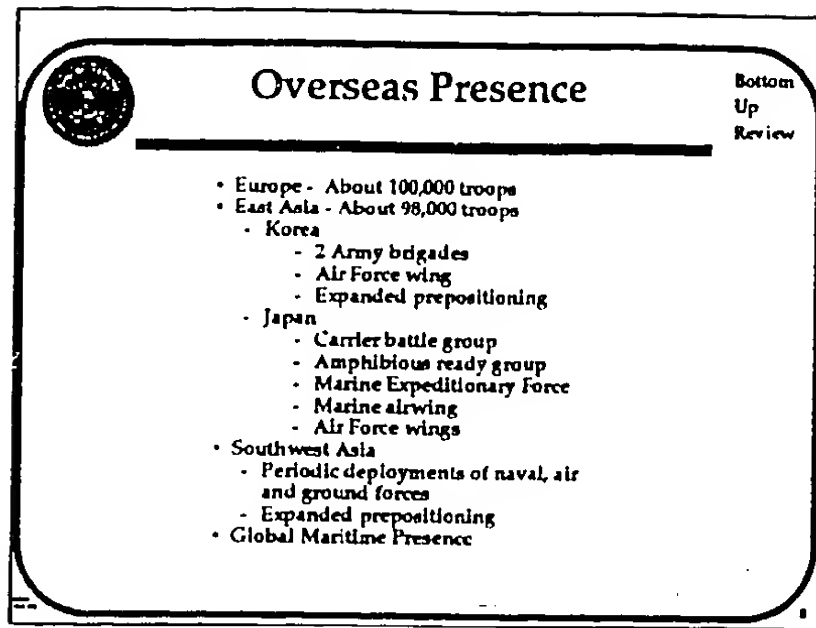 Overseas Presence
Bottom
Up
Review
• Europe - About 100,000 troops
• East Asia - About 98,000 troops
- Korea
- 2 Army brigades
- Air Force wing
- Expanded prepositioning
- Japan
- Carrier battle group
- Amphibious ready group
- Marine Expeditionary Force
- Marine airwing
- Air Force wings
• Southwest Asia
- Periodic deployments of naval, air
and ground forces
- Expanded prepositioning
• Global Maritime Presence